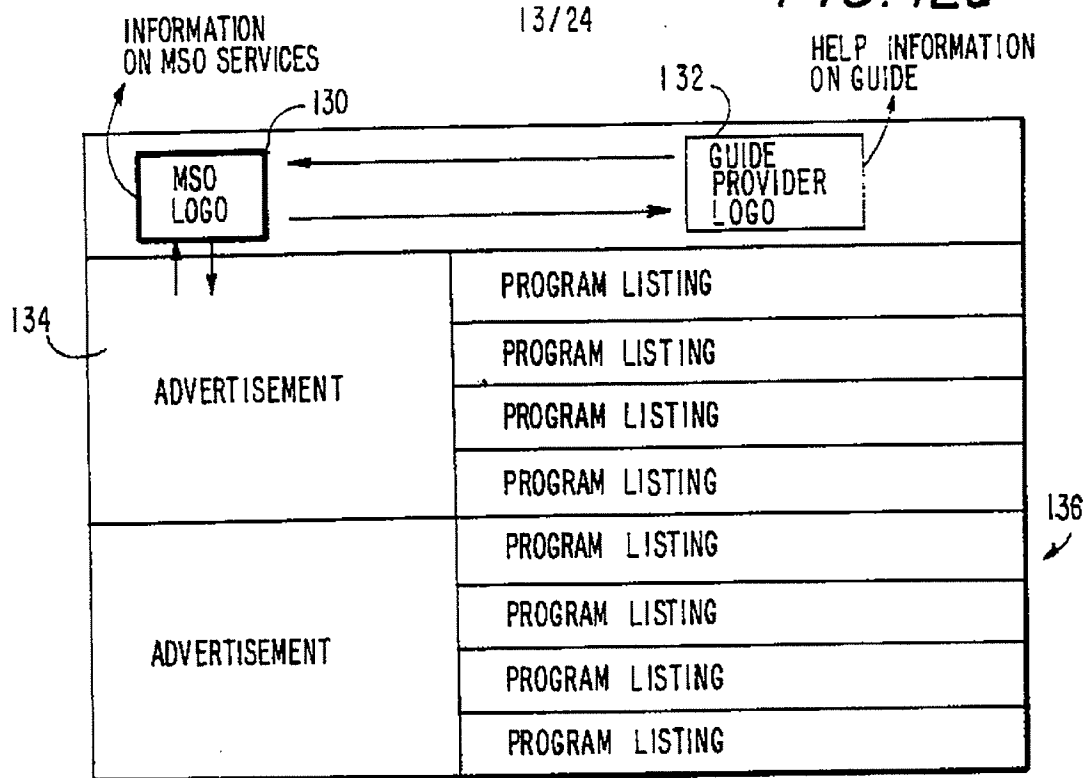 13/24
INFORMATION
ON MSO SERVICES
HELP INFORMATION
ON GUIDE
130
132
MSO
LOGO
GUIDE
PROVIDER
LOGO
134
ADVERTISEMENT
PROGRAM LISTING
PROGRAM LISTING
PROGRAM LISTING
PROGRAM LISTING
136
ADVERTISEMENT
PROGRAM LISTING
PROGRAM LISTING
PROGRAM LISTING
PROGRAM LISTING